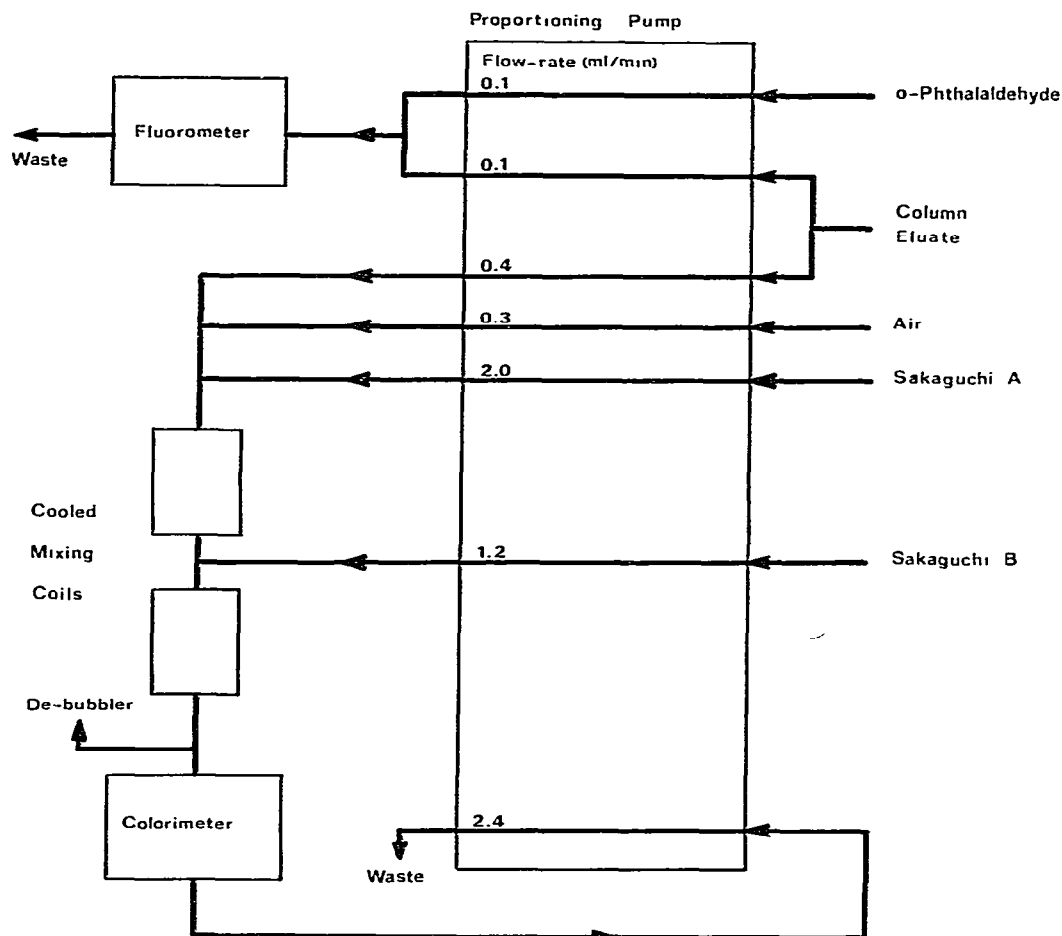 Proportioning Pump
Flow-rate (ml/min)
0.1
o-Phthalaldehyde
Fluorometer
Waste
0.1
Column
Eluate
0.4
0.3
Air
2.0
Sakaguchi A
Cooled
Mixing
Coils
1.2
Sakaguchi B
De-bubbler
Colorimeter
2.4
Waste